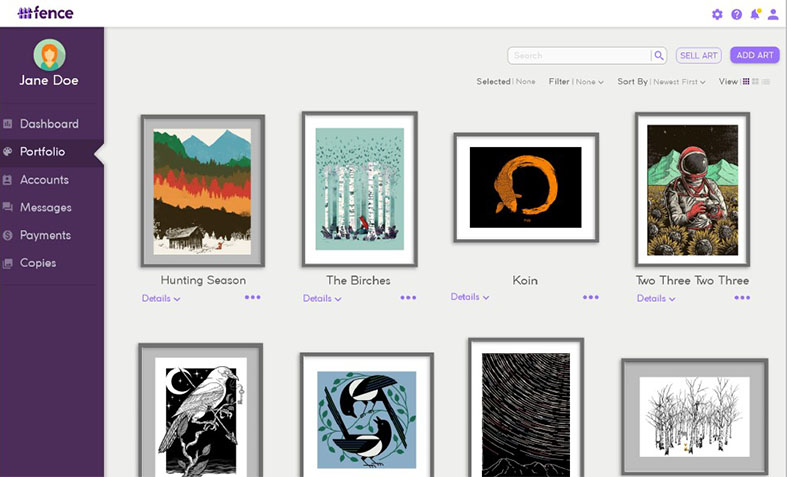 fence
Jane Doe
Search
SELL ART
ADD ART
Selected | None
Filter | None
Sort By | Newest First
View
Dashboard
Portfolio
Accounts
Messages
Payments
Copies
Hunting Season
The Birches
Koin
Two Three Two Three
Details
Details
Details
Details